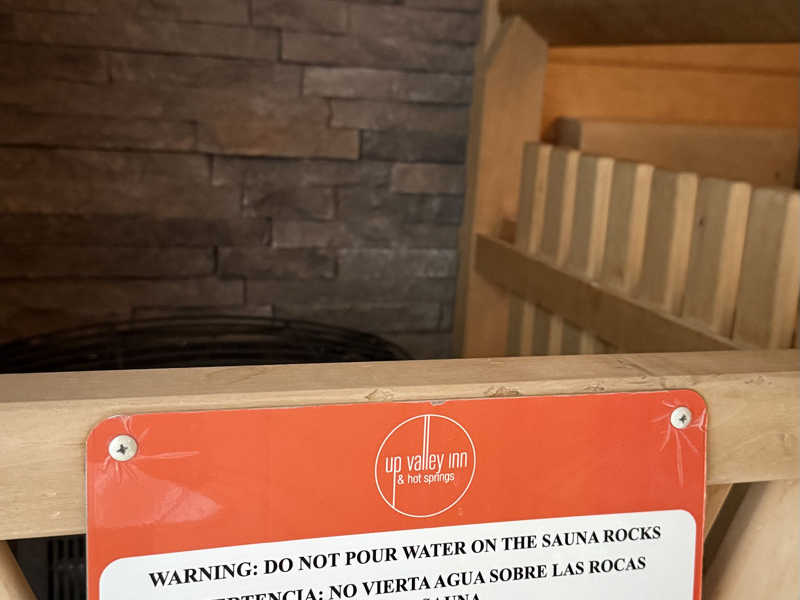 up valley inn
& hot springs
WARNING: DO NOT POUR WATER ON THE SAUNA ROCKS
NO VIERTA AGUA SOBRE LAS ROCAS
SAUNA